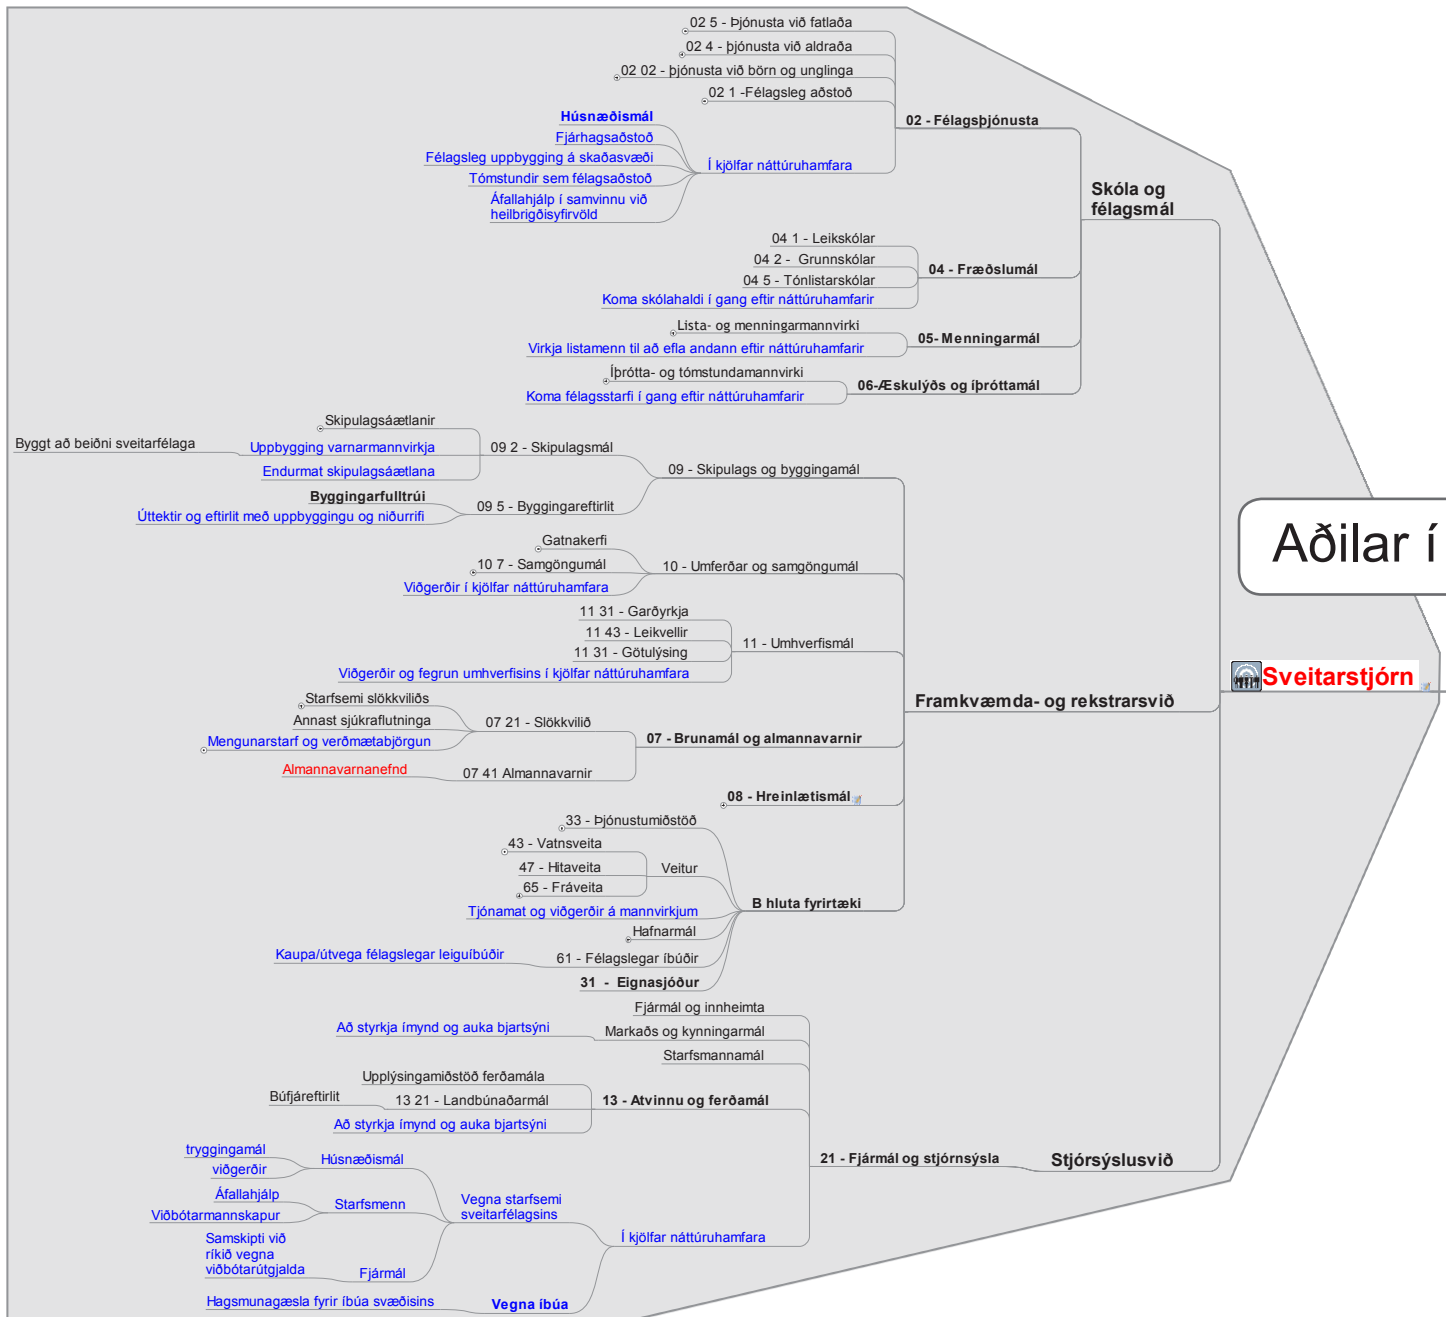 02 5 - Þjónusta við fatlaða
02 4 - þjónusta við aldraða
02 02 - þjónusta við börn og unglinga
02 1 -Félagsleg aðstoð
02 - Félagsþjónusta
Húsnæðismál
Fjárhagsaðstoð
Félagsleg uppbygging á skaðasvæði
Í kjölfar náttúruhamfara
Tómstundir sem félagsaðstoð
Áfallahjálp í samvinnu við
heilbrigðisyfirvöld
Skóla og
félagsmál
04 1 - Leikskólar
04 2 -  Grunnskólar
04 - Fræðslumál
04 5 - Tónlistarskólar
Koma skólahaldi í gang eftir náttúruhamfarir
Lista- og menningarmannvirki
05- Menningarmál
Virkja listamenn til að efla andann eftir náttúruhamfarir
Íþrótta- og tómstundamannvirki
06-Æskulýðs og íþróttamál
Koma félagsstarfi í gang eftir náttúruhamfarir
Skipulagsáætlanir
Byggt að beiðni sveitarfélaga
Uppbygging varnarmannvirkja
09 2 - Skipulagsmál
Endurmat skipulagsáætlana
09 - Skipulags og byggingamál
Byggingarfulltrúi
09 5 - Byggingareftirlit
Úttektir og eftirlit með uppbyggingu og niðurrifi
Aðilar í
Gatnakerfi
10 7 - Samgöngumál
10 - Umferðar og samgöngumál
Viðgerðir í kjölfar náttúruhamfara
11 31 - Garðyrkja
11 43 - Leikvellir
11 - Umhverfismál
11 31 - Götulýsing
Viðgerðir og fegrun umhverfisins í kjölfar náttúruhamfara
Sveitarstjórn
Framkvæmda- og rekstrarsvið
Starfsemi slökkviliðs
Annast sjúkraflutninga
07 21 - Slökkvilið
Mengunarstarf og verðmætabjörgun
07 - Brunamál og almannavarnir
Almannavarnanefnd
07 41 Almannavarnir
08 - Hreinlætismál
33 - Þjónustumiðstöð
43 - Vatnsveita
47 - Hitaveita
Veitur
65 - Fráveita
B hluta fyrirtæki
Tjónamat og viðgerðir á mannvirkjum
Hafnarmál
Kaupa/útvega félagslegar leiguíbúðir
61 - Félagslegar íbúðir
31  -  Eignasjóður
Fjármál og innheimta
Að styrkja ímynd og auka bjartsýni
Markaðs og kynningarmál
Starfsmannamál
Upplýsingamiðstöð ferðamála
Búfjáreftirlit
13 21 - Landbúnaðarmál
13 - Atvinnu og ferðamál
Að styrkja ímynd og auka bjartsýni
21 - Fjármál og stjórnsýsla
Stjórsýslusvið
tryggingamál
Húsnæðismál
viðgerðir
Áfallahjálp
Starfsmenn
Viðbótarmannskapur
Vegna starfsemi
sveitarfélagsins
Í kjölfar náttúruhamfara
Samskipti við
ríkið vegna
viðbótarútgjalda
Fjármál
Hagsmunagæsla fyrir íbúa svæðisins
Vegna íbúa